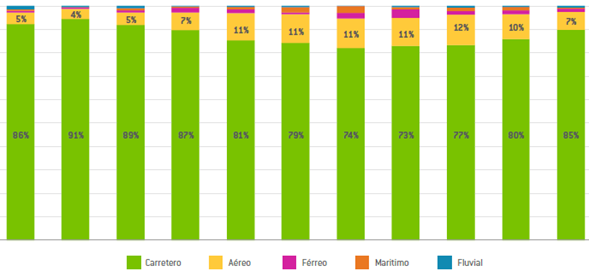 5% 4% 5% 7% 11% 11% 11% 11% 12% 10% 7%
86% 91% 89% 87% 81% 79% 74% 73% 77% 80% 85%
Carretero Aéreo Férreo Maritimo Fluvial